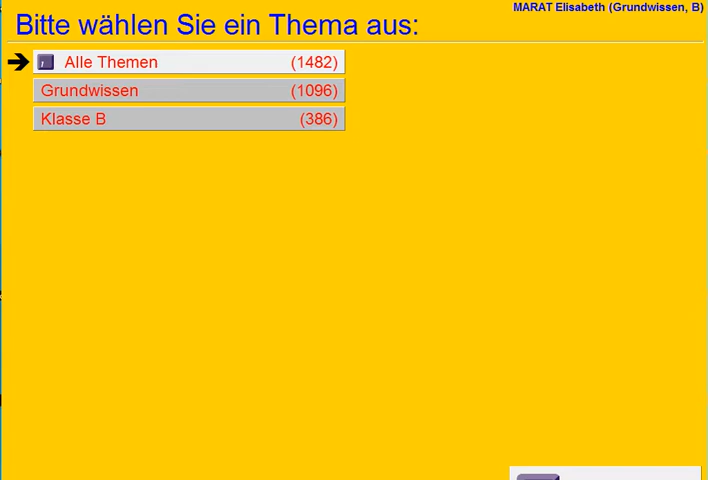 MARAT Elisabeth (Grundwissen, B)
Bitte wählen Sie ein Thema aus:
Alle Themen (1482)
Grundwissen (1096)
Klasse B (386)